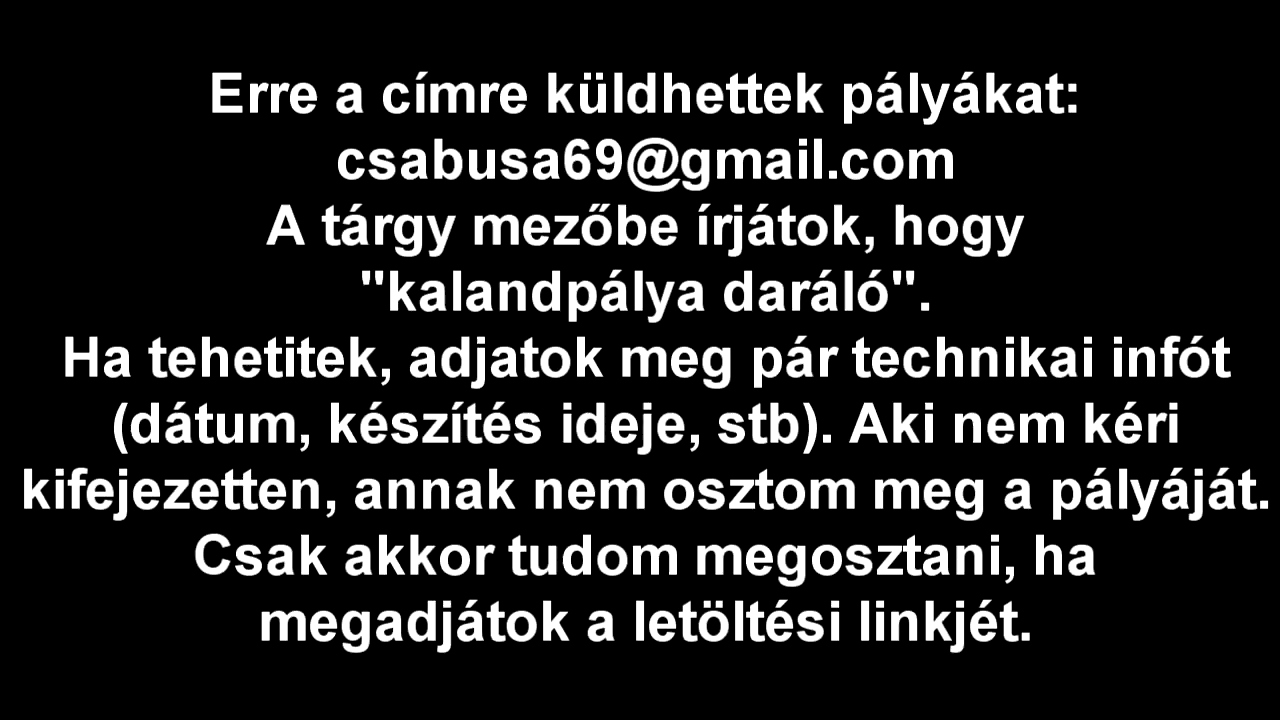 Erre a címre küldhettek pályákat:
csabusa69@gmail.com
A tárgy mezőbe írjátok, hogy
"kalandpálya daráló".
Ha tehetitek, adjatok meg pár technikai infót
(dátum, készítés ideje, stb). Aki nem kéri
kifejezetten, annak nem osztom meg a pályáját.
Csak akkor tudom megosztani, ha
megadjátok a letöltési linkjét.